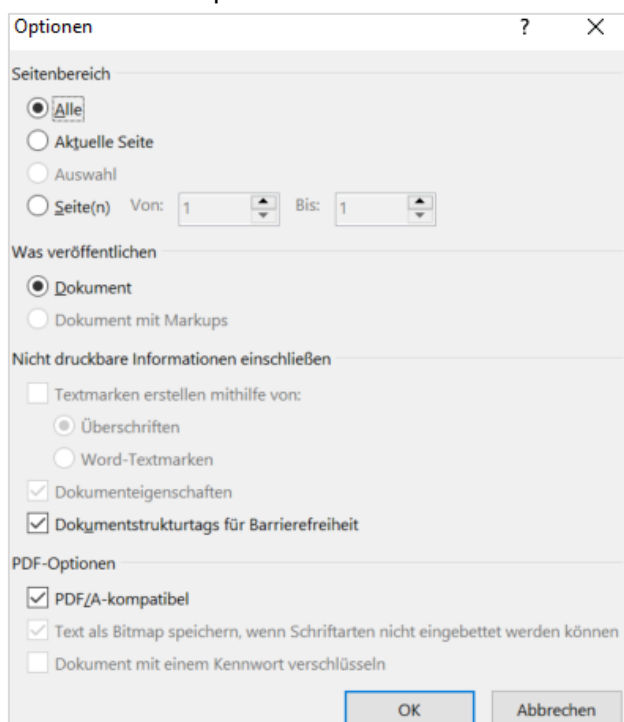 Optionen ?
Seitenbereich
Alle
Aktuelle Seite
Auswahl
Seite(n) Von: 1 Bis: 1
Was veröffentlichen
Dokument
Dokument mit Markups
Nicht druckbare Informationen einschließen
Textmarken erstellen mithilfe von:
Überschriften
Word-Textmarken
Dokumenteigenschaften
Dokumentstrukturtags für Barrierefreiheit
PDF-Optionen
PDF/A-kompatibel
Text als Bitmap speichern, wenn Schriftarten nicht eingebettet werden können
Dokument mit einem Kennwort verschlüsseln
OK Abbrechen